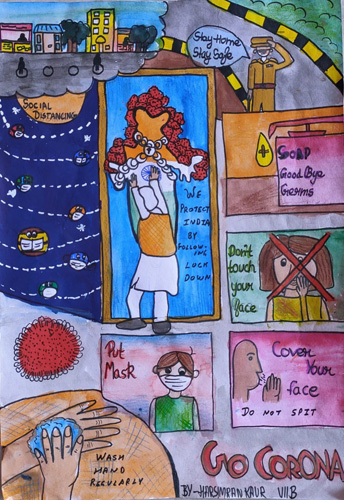 Stay Home
Stay Safe
SOCIAL
DISTANCING
WE
PROTECT
INDIA
BY
FOLLOW-
ING
LOCK
DOWN
SOAP
Good Bye
Germs
Don't
touch
your
face
Put
Mask
Cover
Your
face
DO NOT SPIT
WASH
HAND
REGULARLY
GO CORONA
BY-HARSIMRAN KAUR VIIIB